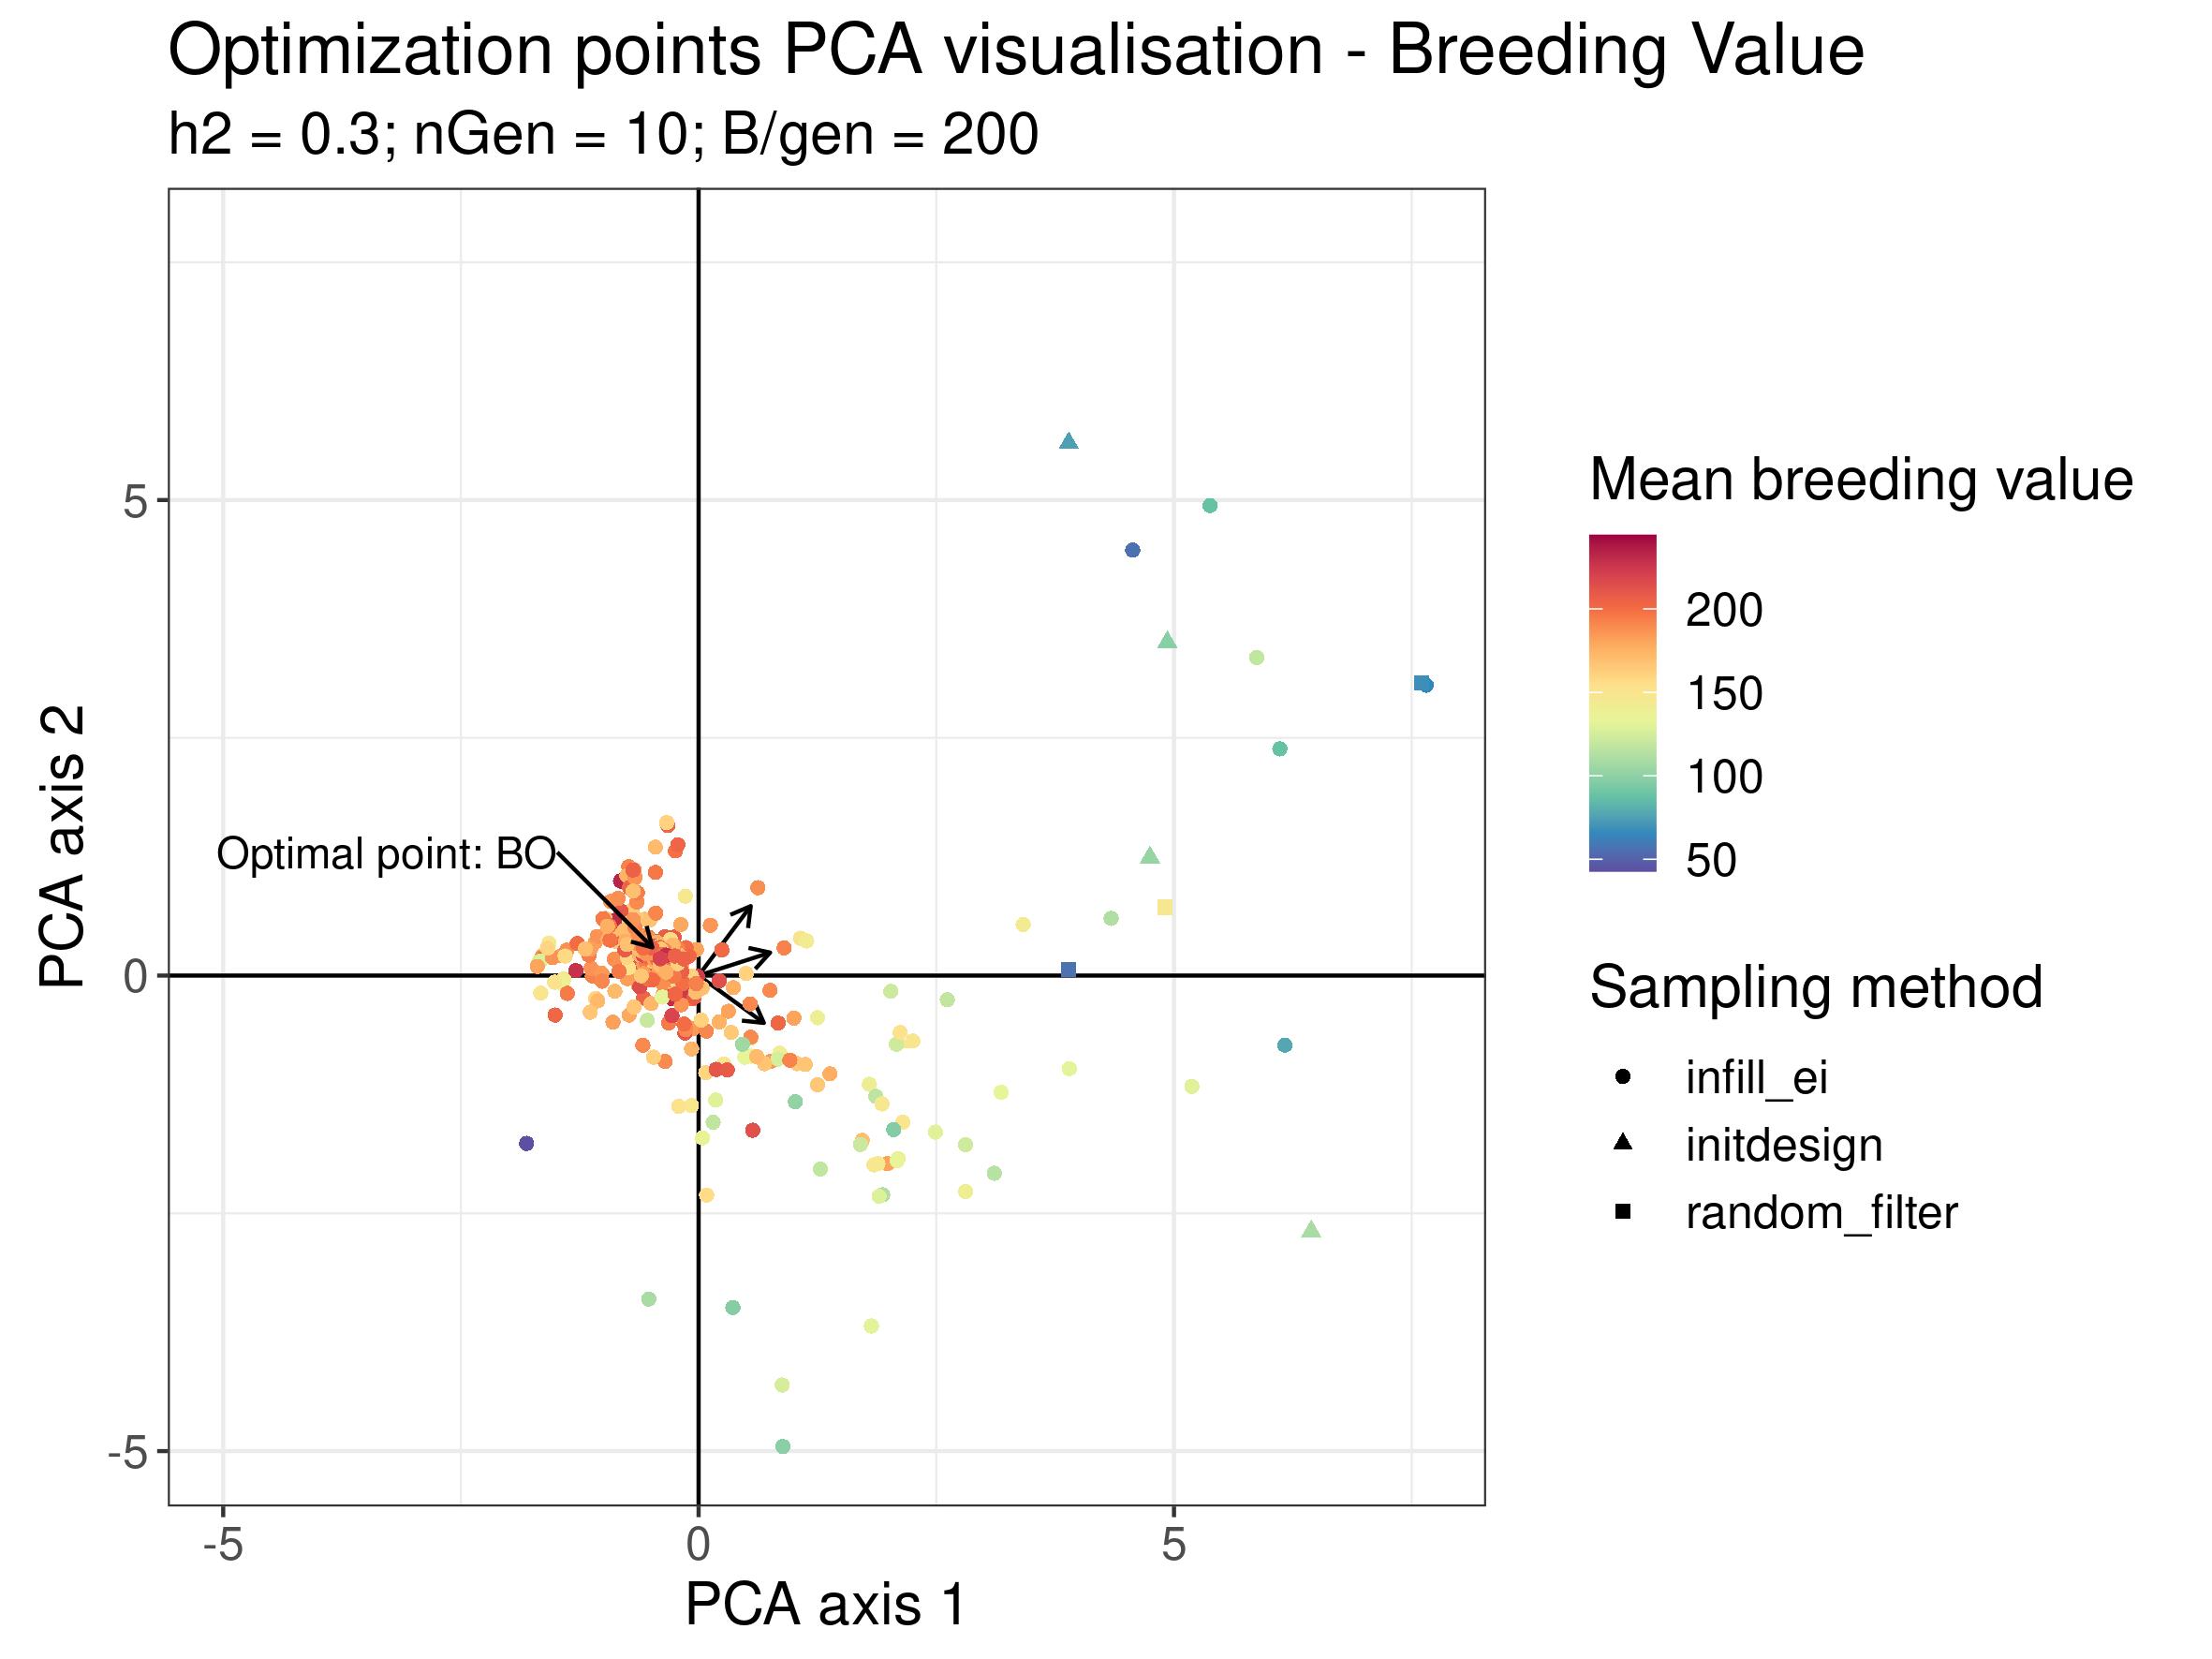 Optimization points PCA visualisation - Breeding Value
h2 = 0.3; nGen = 10; B/gen = 200
PCA axis 2
5
0
-5
Optimal point: BO
-5
0
5
PCA axis 1
Mean breeding value
200
150
100
50
Sampling method
infill_ei
initdesign
random_filter